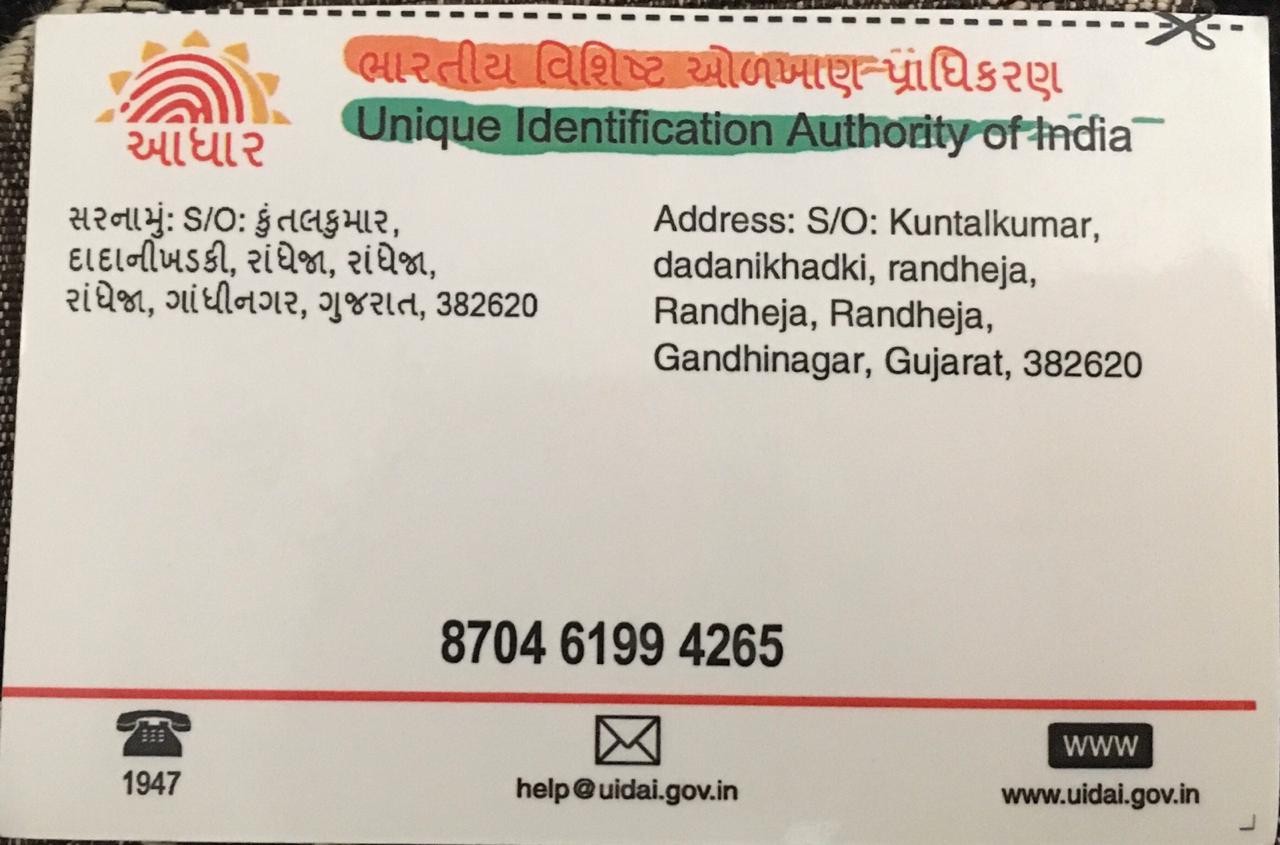 ભારતીય વિશિષ્ટ ઓળખાણ પ્રાધિકરણ
Unique Identification Authority of India
આધાર
સરનામું: S/O: કુંતલકુમાર,
દાદાનીખડકી, રાંધેજા, રાંધેજા,
રાંધેજા, ગાંધીનગર, ગુજરાત, 382620
Address: S/O: Kuntalkumar,
dadanikhadki, randheja,
Randheja, Randheja,
Gandhinagar, Gujarat, 382620
8704 6199 4265
1947
help@uidai.gov.in
WWW
www.uidai.gov.in